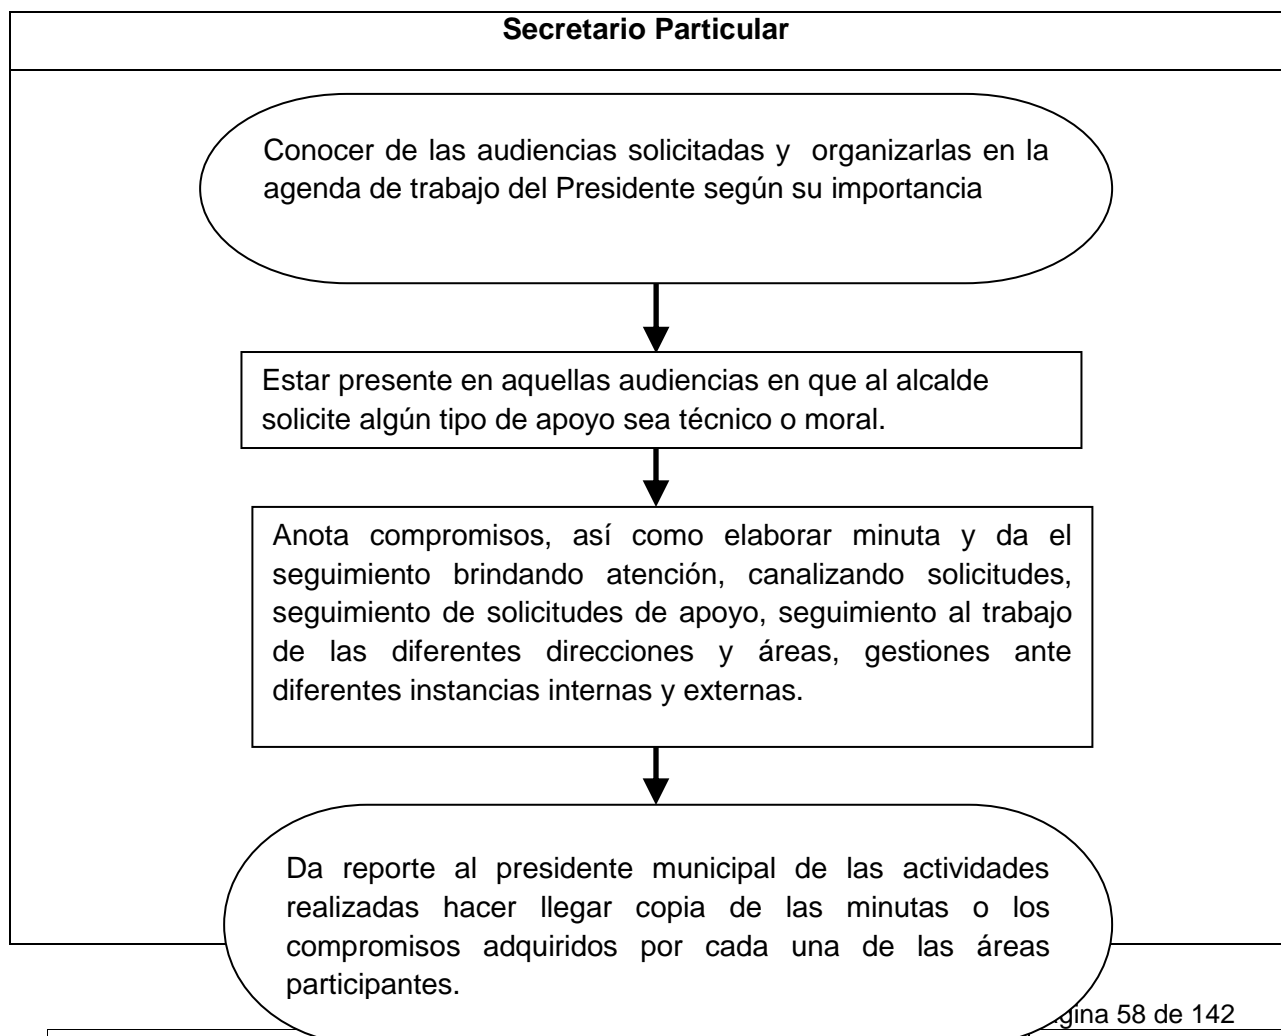 Secretario Particular
Conocer de las audiencias solicitadas y organizarlas en la
agenda de trabajo del Presidente según su importancia
Estar presente en aquellas audiencias en que al alcalde
solicite algún tipo de apoyo sea técnico o moral.
Anota compromisos, así como elaborar minuta y da el
seguimiento brindando atención, canalizando solicitudes,
seguimiento de solicitudes de apoyo, seguimiento al trabajo
de las diferentes direcciones y áreas, gestiones ante
diferentes instancias internas y externas.
Da reporte al presidente municipal de las actividades
realizadas hacer llegar copia de las minutas o los
compromisos adquiridos por cada una de las áreas
participantes.
gina 58 de 142